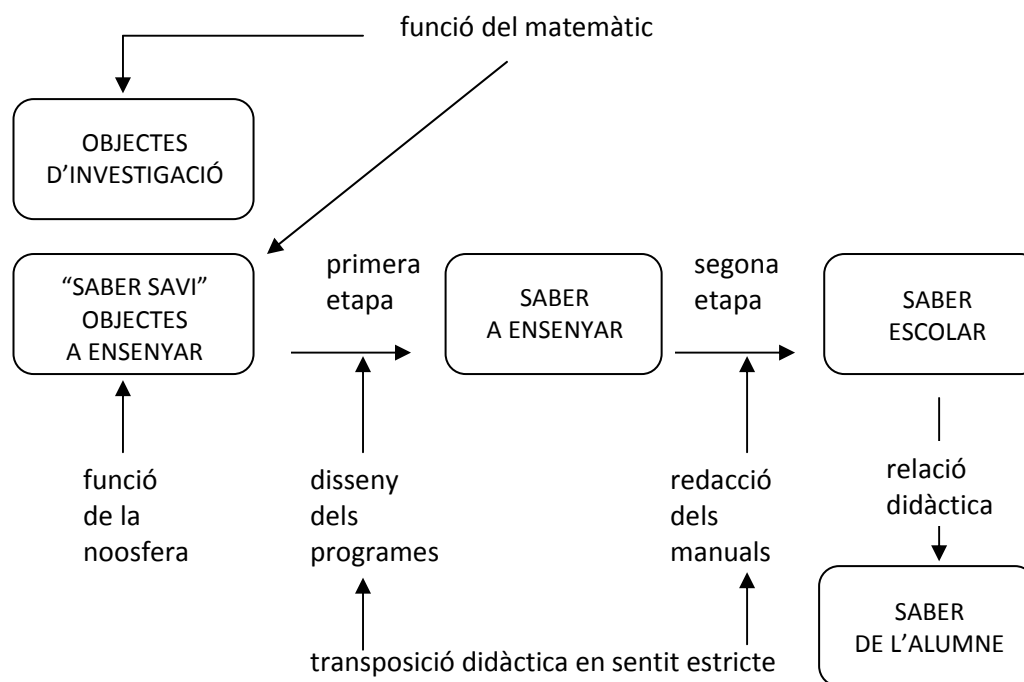 funció del matemàtic
OBJECTES
D’INVESTIGACIÓ
“SABER SAVI”
OBJECTES
A ENSENYAR
primera
etapa
SABER
A ENSENYAR
segona
etapa
SABER
ESCOLAR
funció
de la
noosfera
disseny
dels
programes
redacció
dels
manuals
relació
didàctica
SABER
DE L’ALUMNE
transposició didàctica en sentit estricte